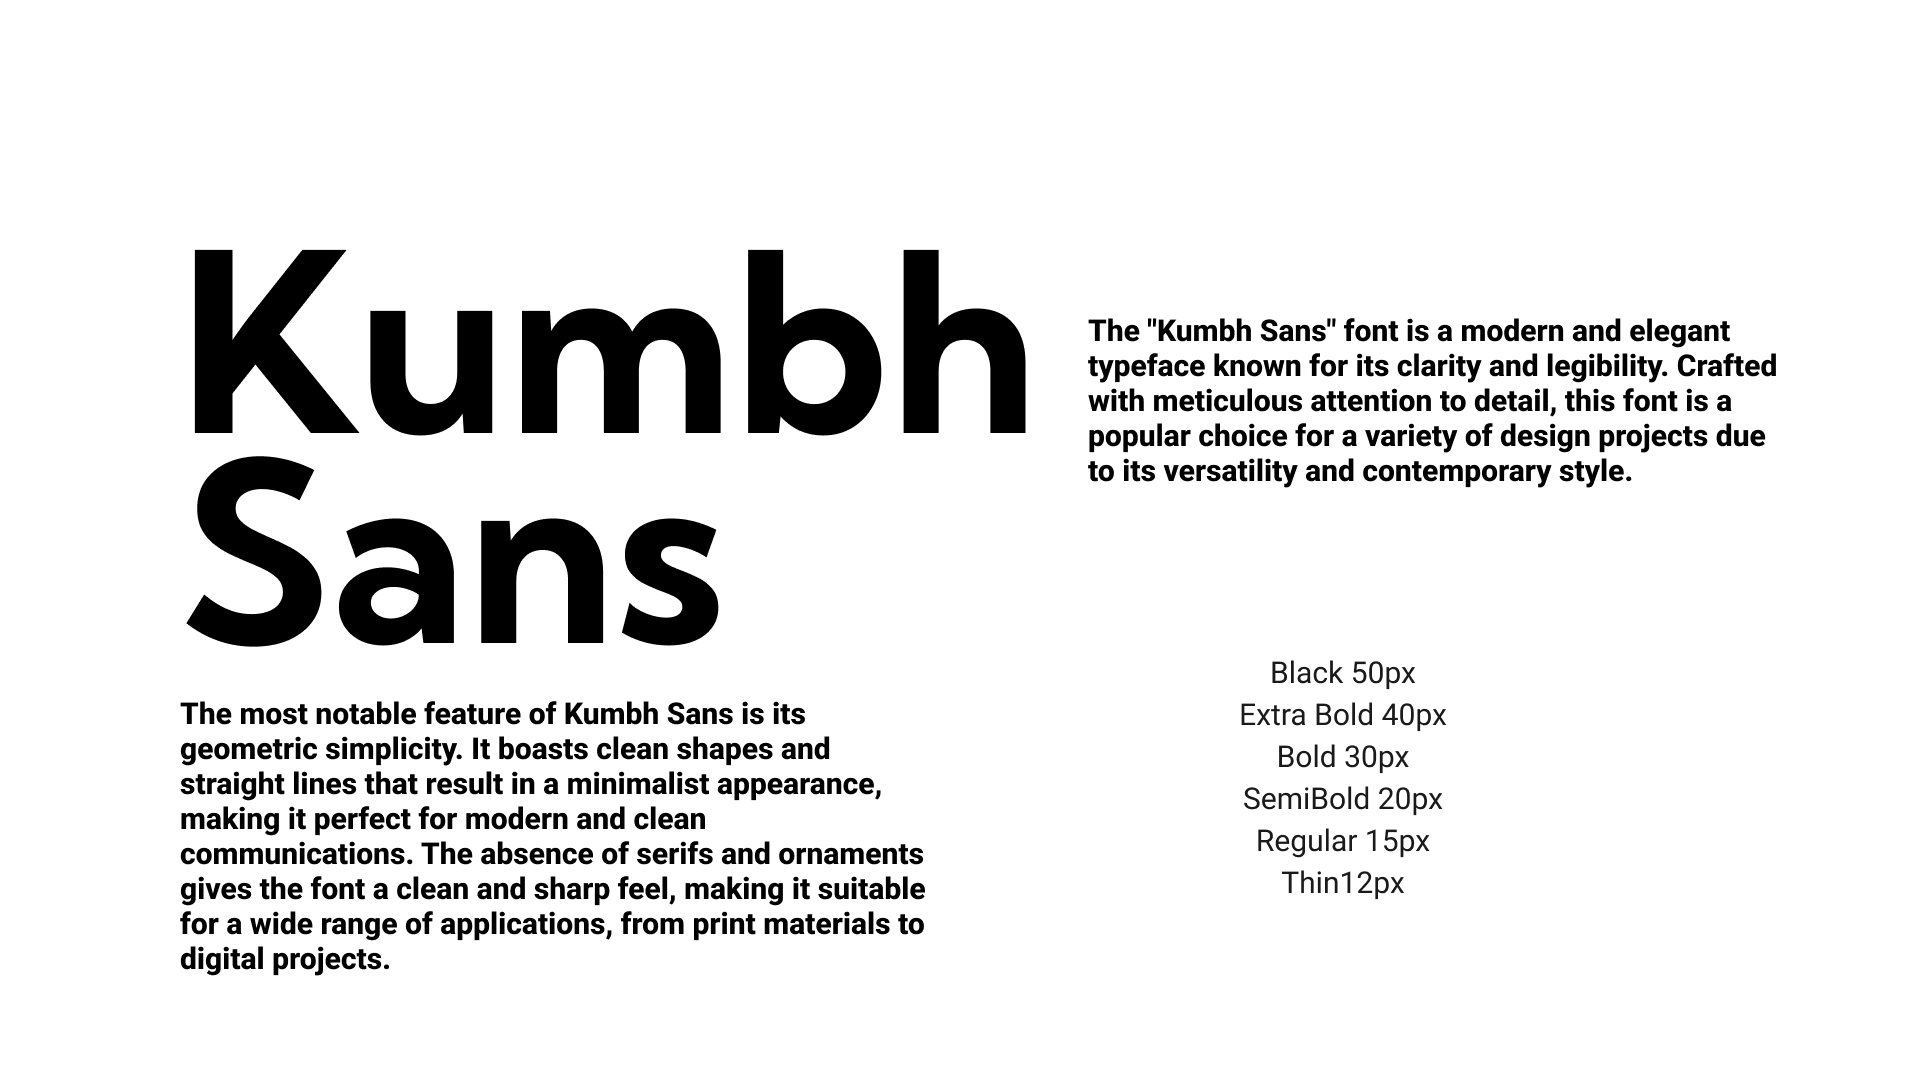 Kumbh
Sans
The "Kumbh Sans" font is a modern and elegant
typeface known for its clarity and legibility. Crafted
with meticulous attention to detail, this font is a
popular choice for a variety of design projects due
to its versatility and contemporary style.
The most notable feature of Kumbh Sans is its
geometric simplicity. It boasts clean shapes and
straight lines that result in a minimalist appearance,
making it perfect for modern and clean
communications. The absence of serifs and ornaments
gives the font a clean and sharp feel, making it suitable
for a wide range of applications, from print materials to
digital projects.
Black 50px
Extra Bold 40px
Bold 30px
SemiBold 20px
Regular 15px
Thin12px